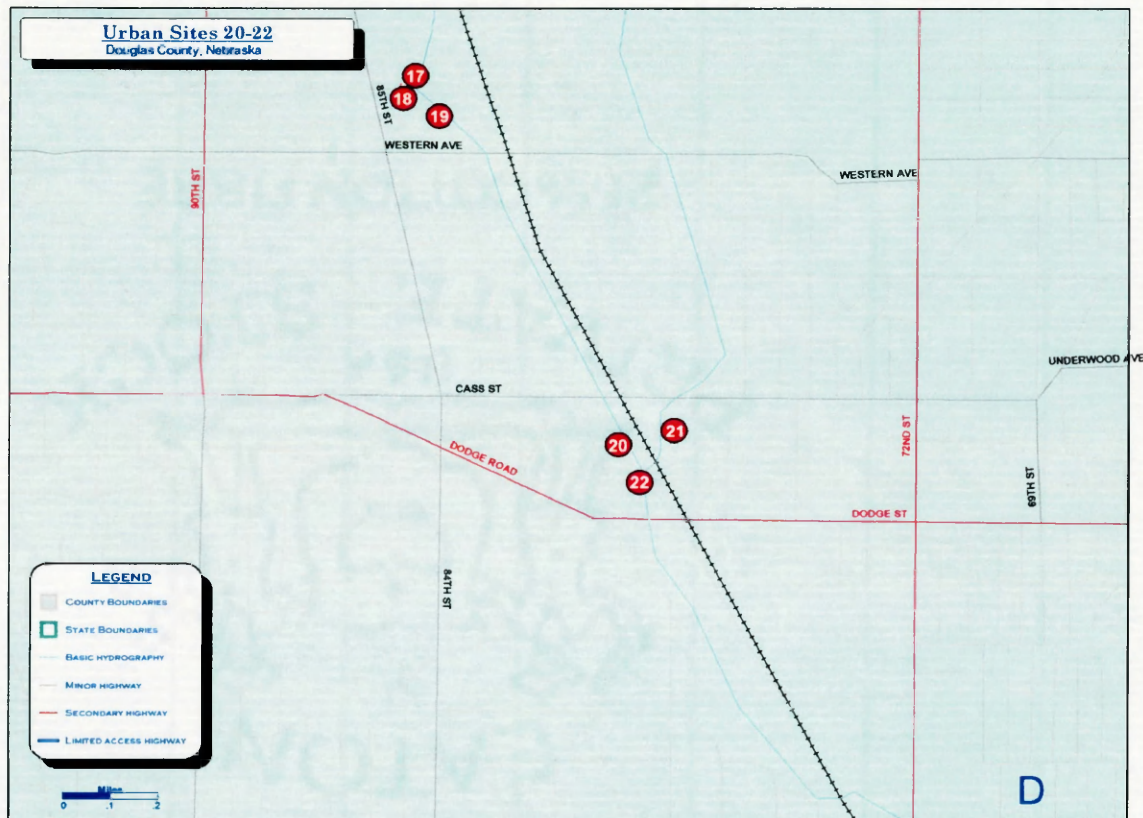 Urban Sites 20-22
Douglas County, Nebraska
17
18
19
85TH ST
WESTERN AVE
WESTERN AVE
90TH ST
UNDERWOOD AVE
CASS ST
72ND ST
20
21
22
DODGE ROAD
69TH ST
DODGE ST
84TH ST
LEGEND
COUNTY BOUNDARIES
STATE BOUNDARIES
BASIC HYDROGRAPHY
MINOR HIGHWAY
SECONDARY HIGHWAY
LIMITED ACCESS HIGHWAY
Miles
0 .1 .2
D